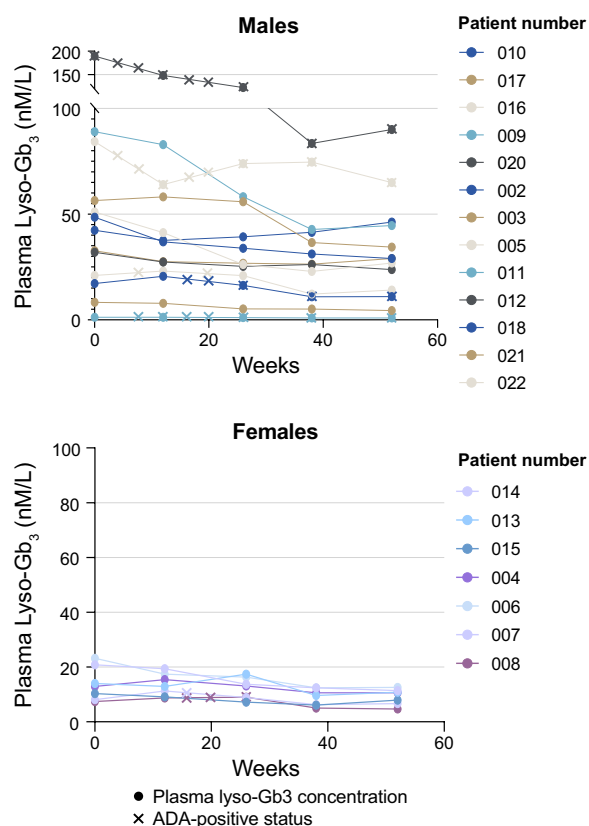 Males
Plasma Lyso-Gb3 (nM/L)
200
150
100
50
0
0 20 40 60
Weeks
Patient number
010
017
016
009
020
002
003
005
011
012
018
021
022
Females
Plasma Lyso-Gb3 (nM/L)
100
80
60
40
20
0
0 20 40 60
Weeks
Patient number
014
013
015
004
006
007
008
Plasma lyso-Gb3 concentration
ADA-positive status